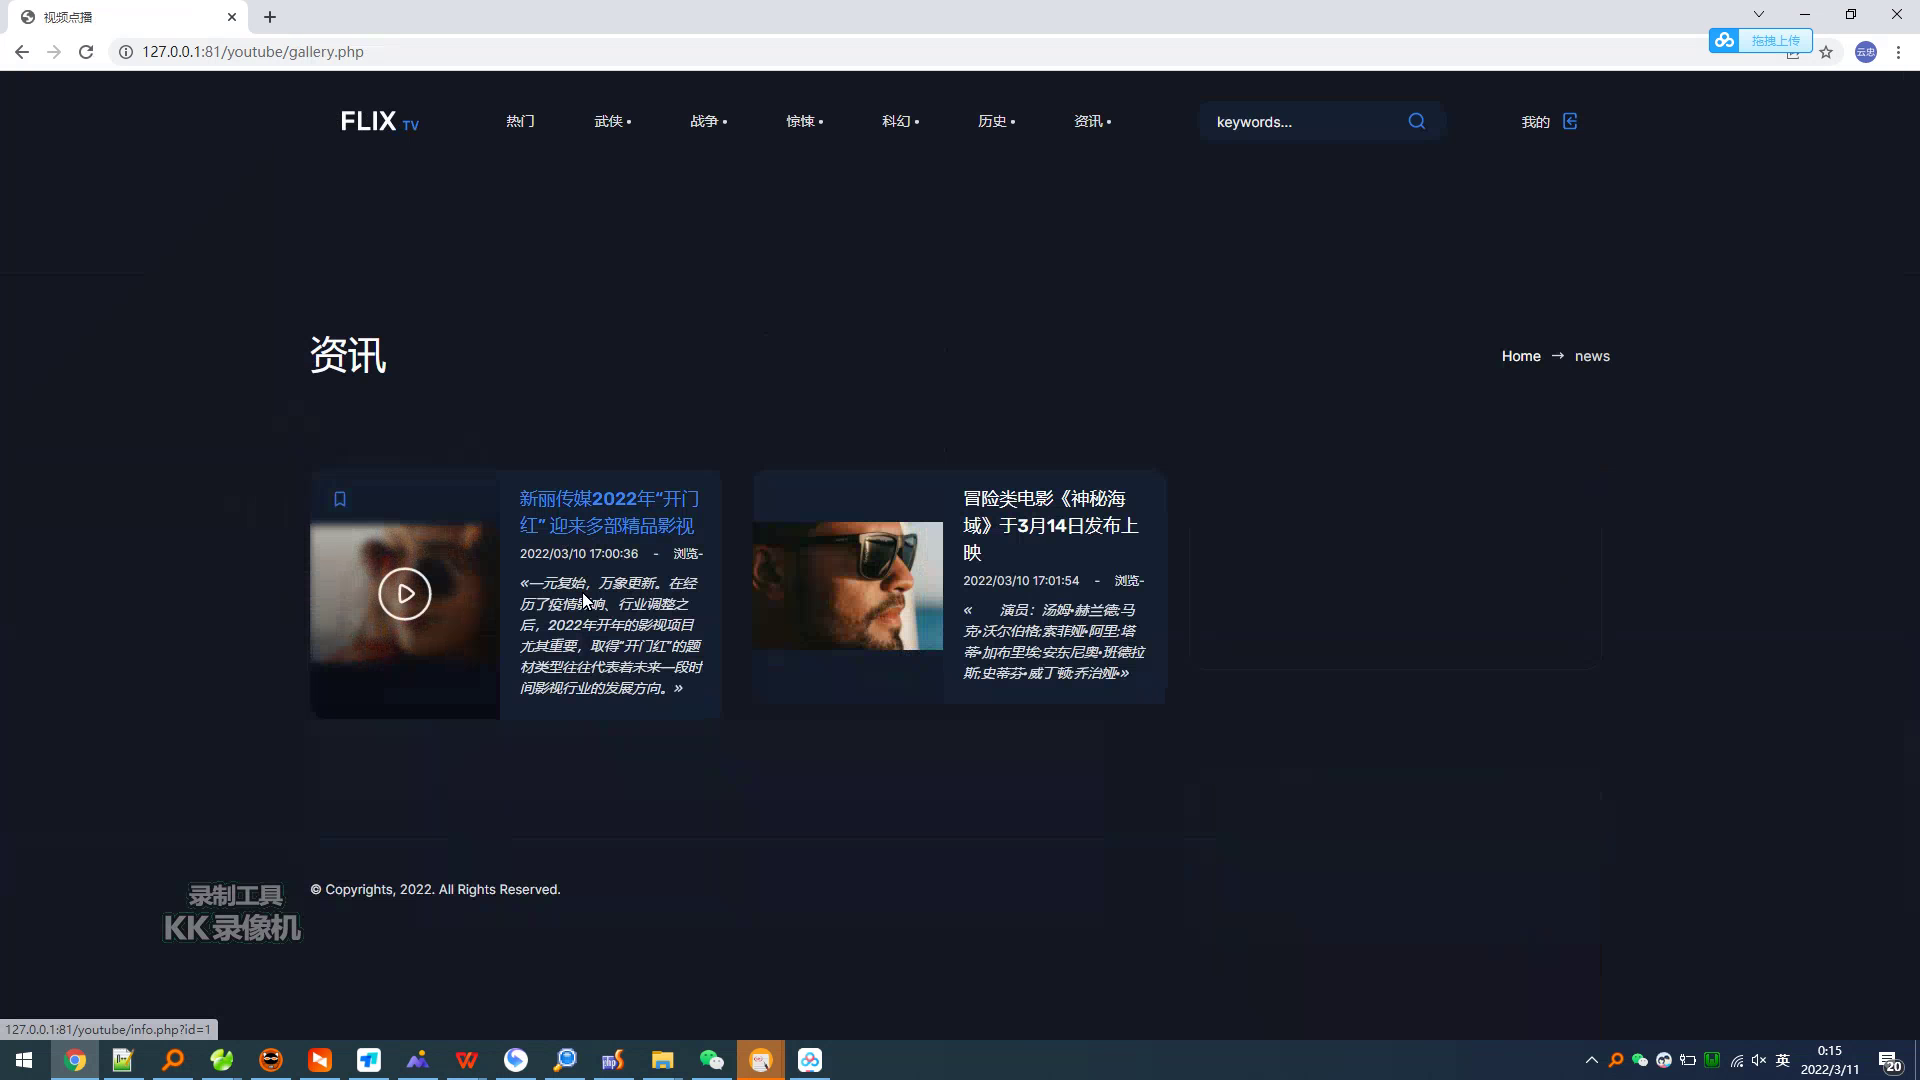 视频点播
127.0.0.1:81/youtube/gallery.php
拖拽上传
云忠
FLIX TV
热门
武侠
战争
惊悚
科幻
历史
资讯
keywords...
我的
资讯
Home → news
新丽传媒2022年“开门
红” 迎来多部精品影视
2022/03/10 17:00:36 - 浏览-
«一元复始，万象更新。在经
历了疫情影响、行业调整之
后，2022年开年的影视项目
尤其重要，取得“开门红”的题
材类型往往代表着未来一段时
间影视行业的发展方向。»
冒险类电影《神秘海
域》于3月14日发布上
映
2022/03/10 17:01:54 - 浏览-
« 演员：汤姆·赫兰德;马
克·沃尔伯格;索菲娅·阿里;塔
蒂·加布里埃;安东尼奥·班德拉
斯;史蒂芬·威丁顿;乔治娅·»
© Copyrights, 2022. All Rights Reserved.
录制工具
KK录像机
127.0.0.1:81/youtube/info.php?id=1
英
0:15
2022/3/11
20